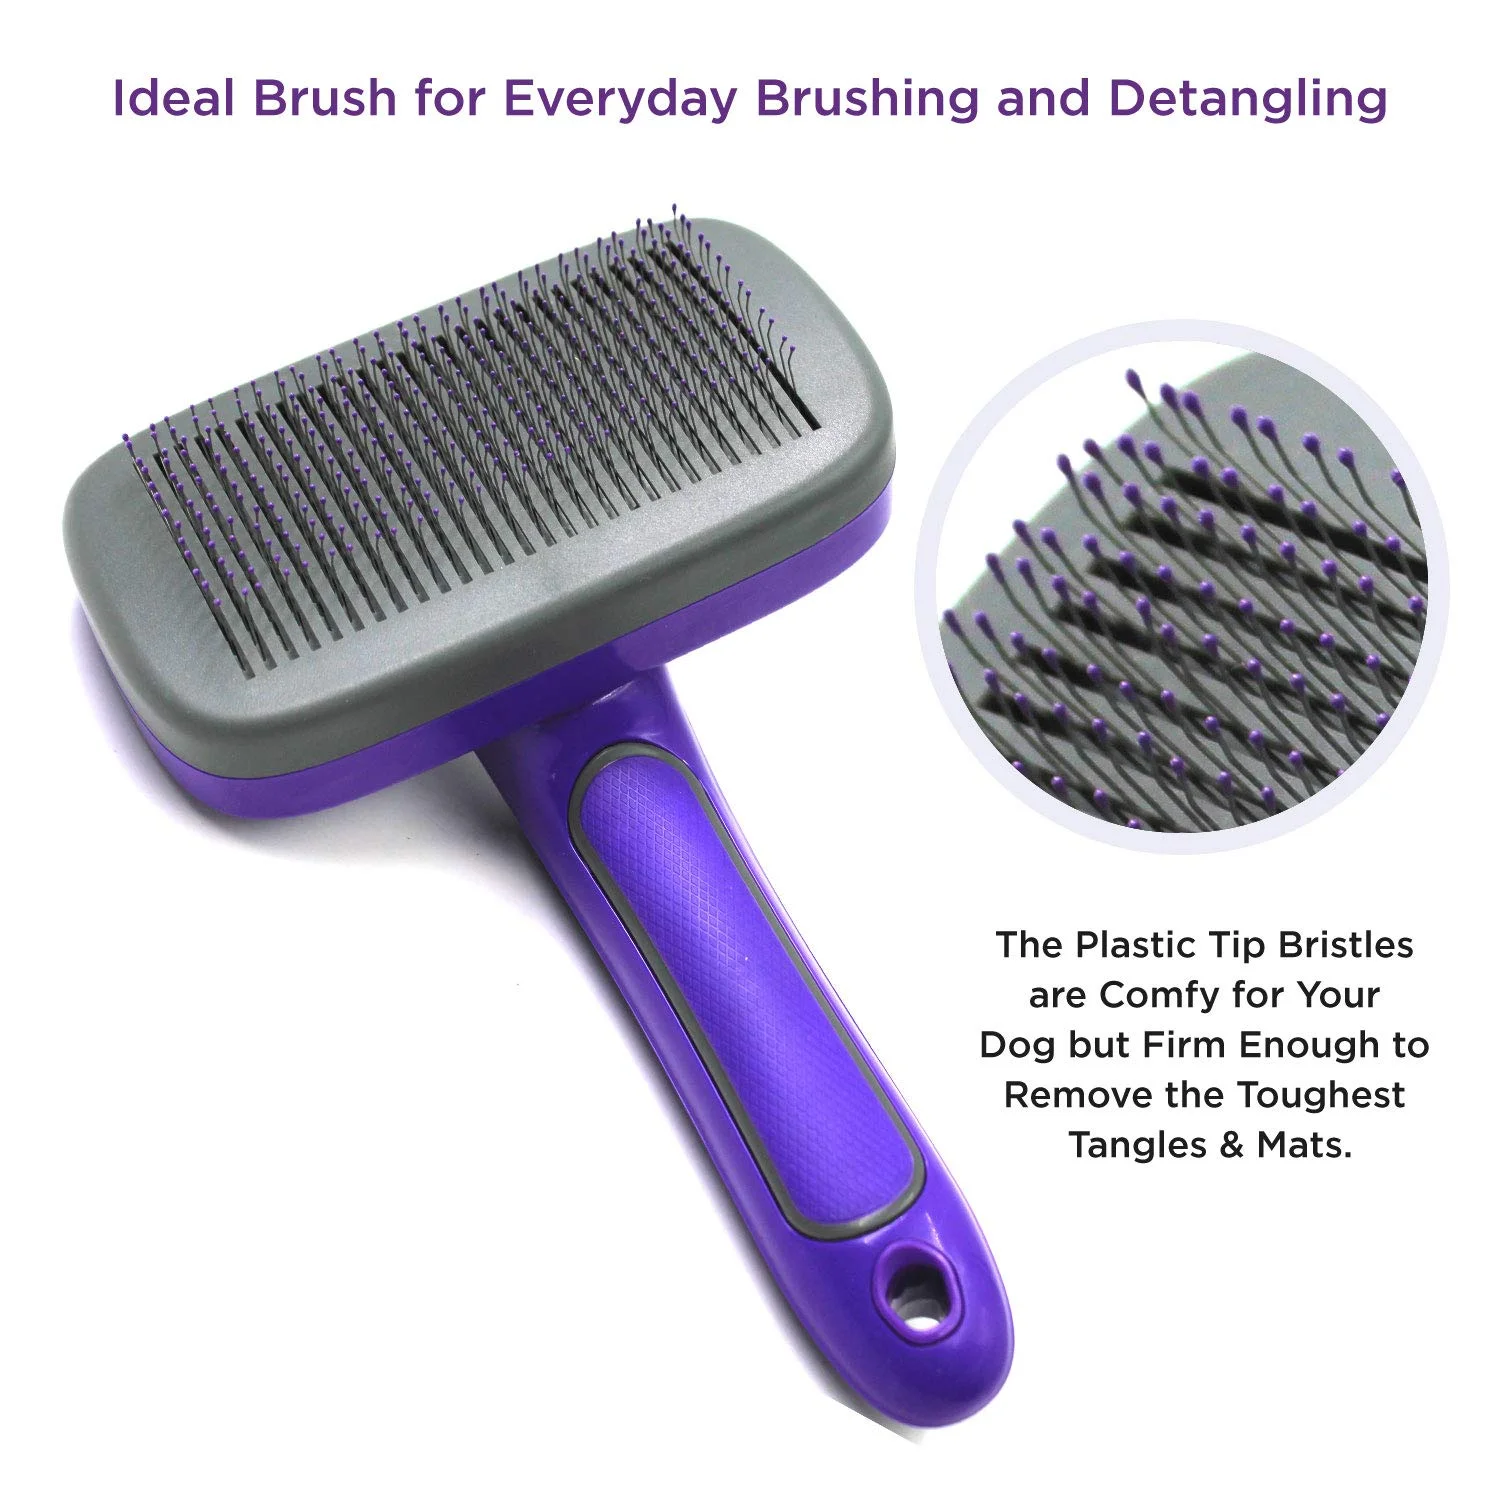 Ideal Brush for Everyday Brushing and Detangling
The Plastic Tip Bristles
are Comfy for Your
Dog but Firm Enough to
Remove the Toughest
Tangles & Mats.